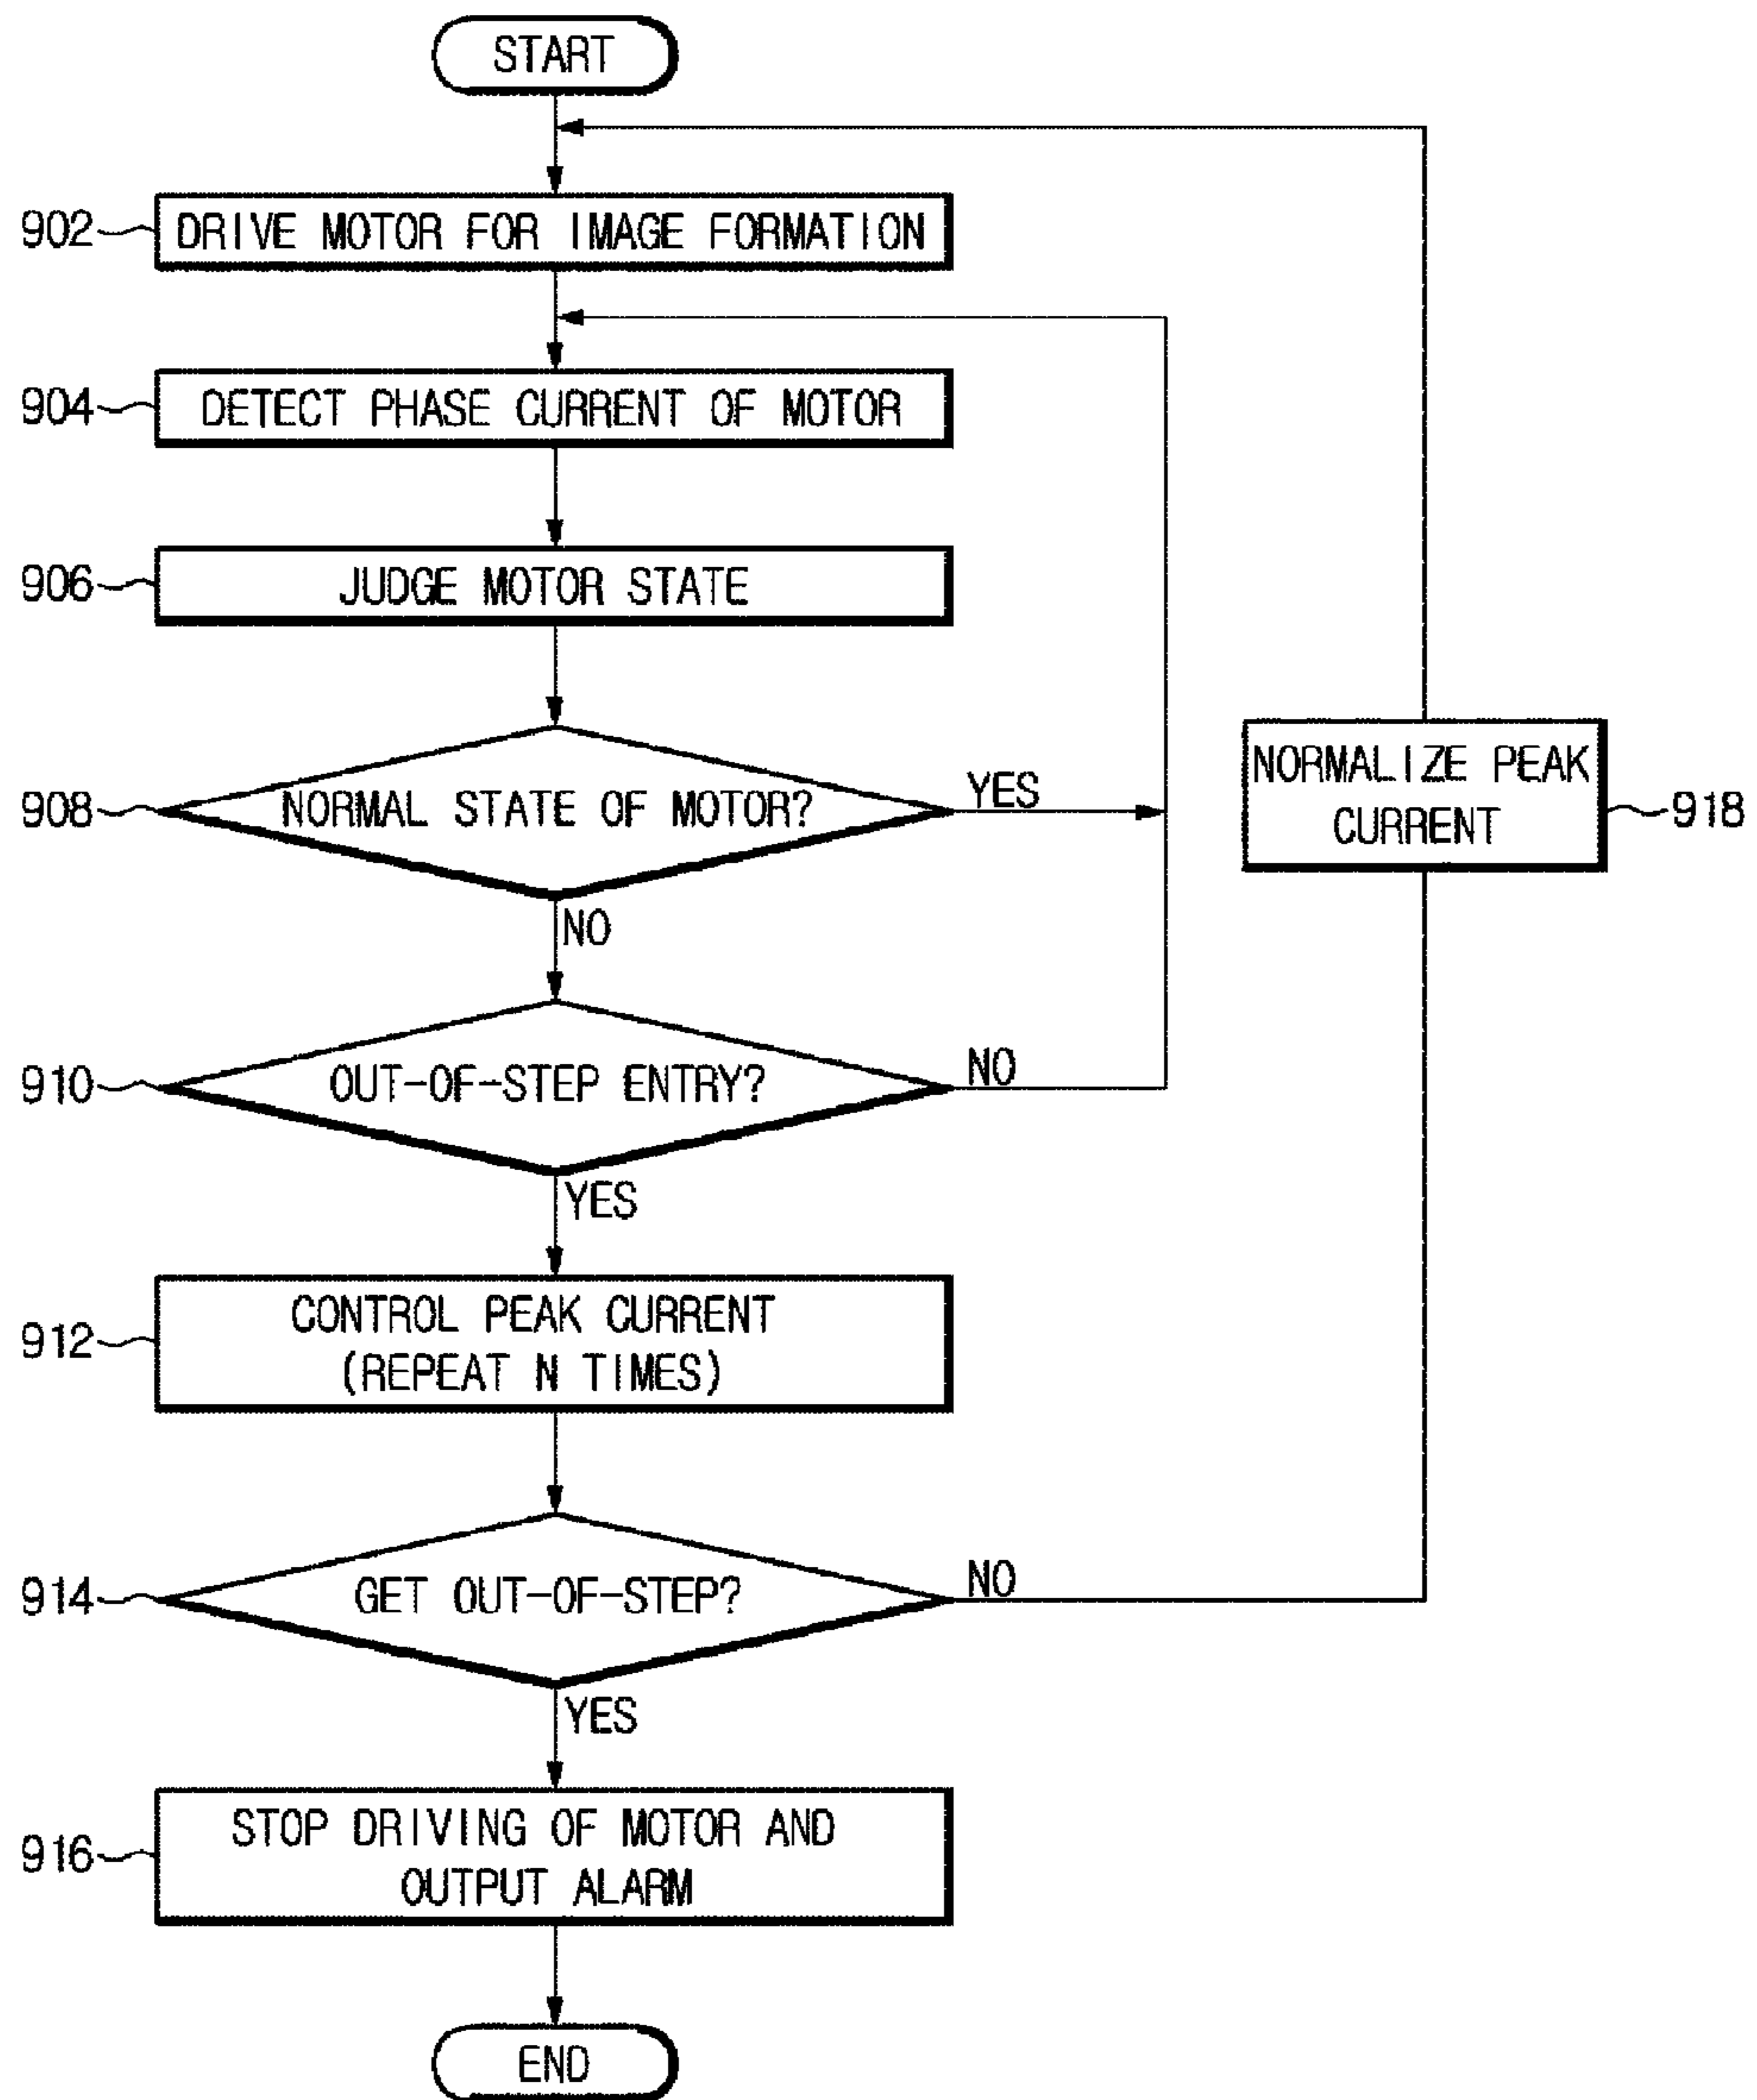 START
902
DRIVE MOTOR FOR IMAGE FORMATION
904
DETECT PHASE CURRENT OF MOTOR
906
JUDGE MOTOR STATE
908
NORMAL STATE OF MOTOR?
YES
NO
NORMALIZE PEAK
CURRENT
918
910
OUT-OF-STEP ENTRY?
NO
YES
912
CONTROL PEAK CURRENT
(REPEAT N TIMES)
914
GET OUT-OF-STEP?
NO
YES
916
STOP DRIVING OF MOTOR AND
OUTPUT ALARM
END